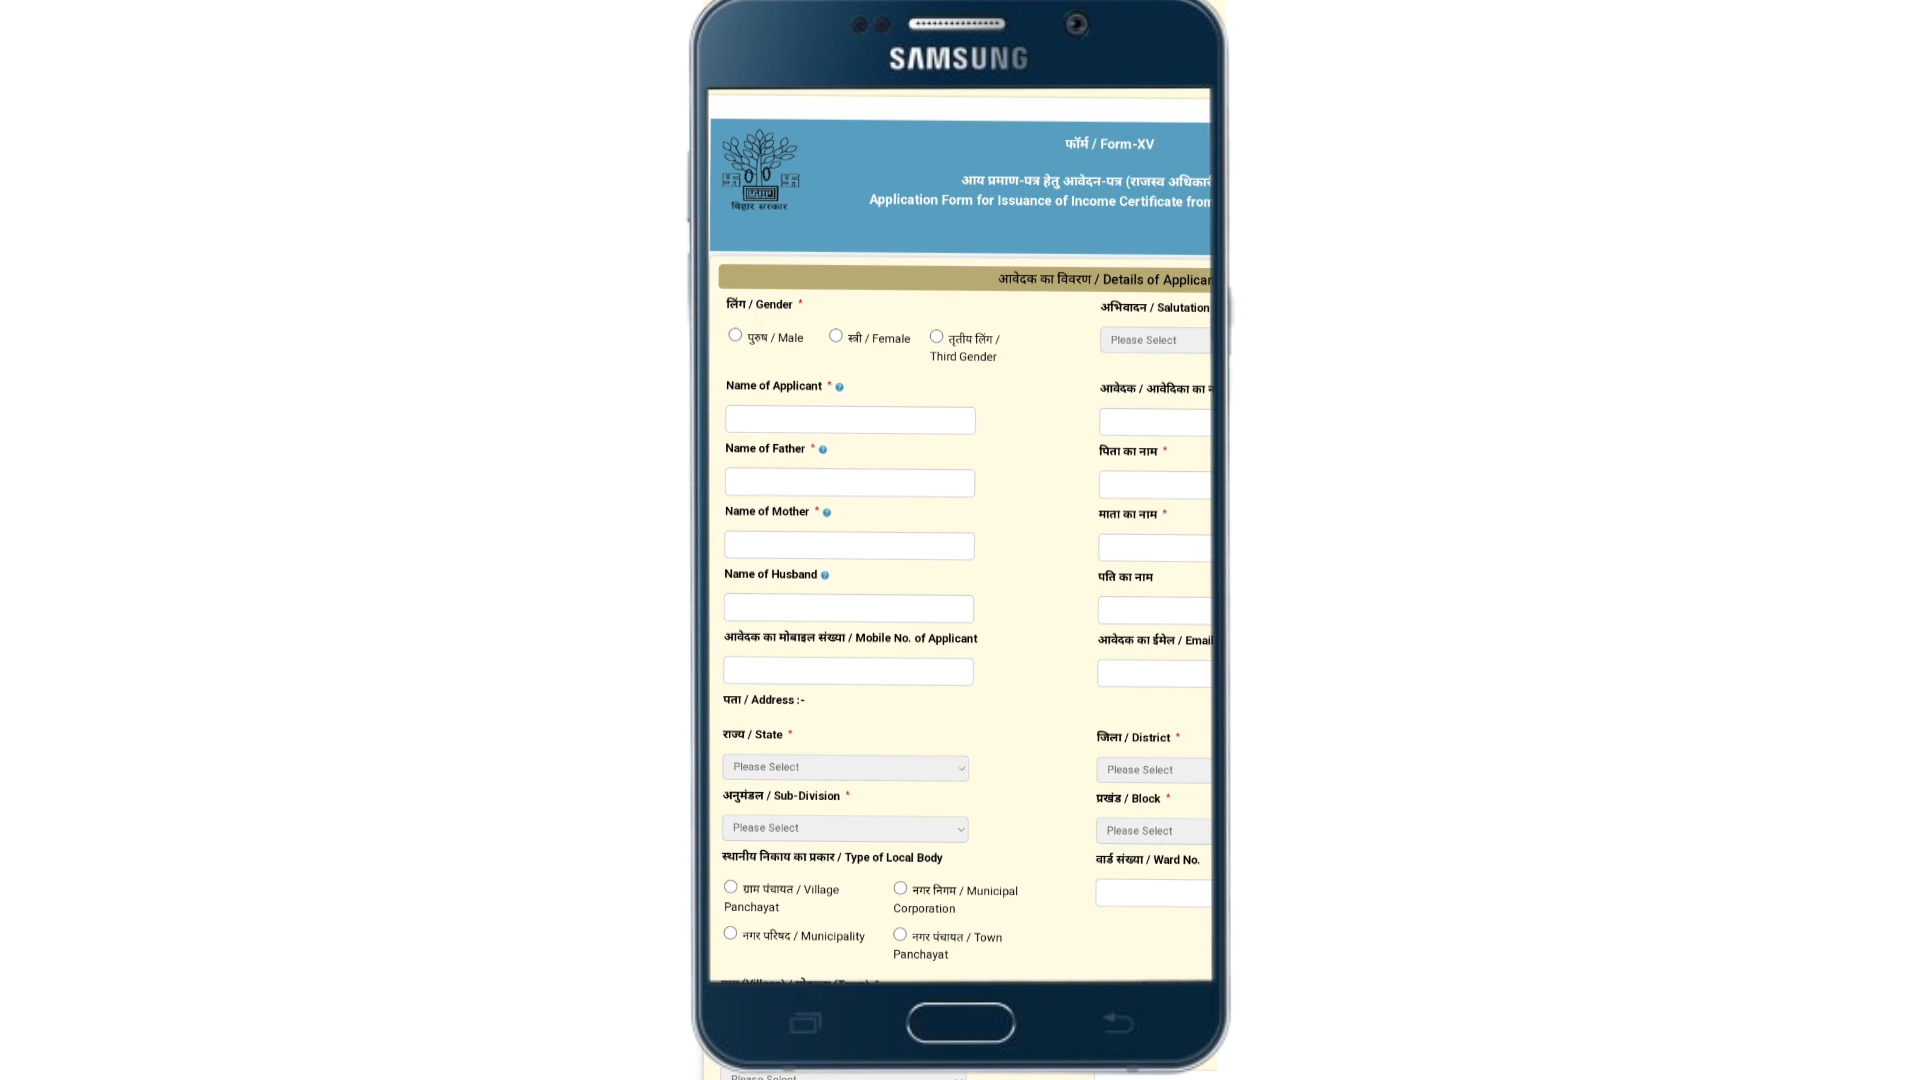 SAMSUNG
फॉर्म / Form-XV
आय प्रमाण-पत्र हेतु आवेदन-पत्र (राजस्व
Application Form for Issuance of Income Certificate from
बिहार सरकार
आवेदक का विवरण / Details of
लिंग / Gender *
अभिवादन / Salutation
पुरुष / Male
स्त्री / Female
तृतीय लिंग /
Third Gender
Please Select
Name of Applicant *
आवेदक / आवेदिका का
Name of Father *
पिता का नाम *
Name of Mother *
माता का नाम *
Name of Husband
पति का नाम
आवेदक का मोबाइल संख्या / Mobile No. of Applicant
आवेदक का ईमेल / Email
पता / Address :-
राज्य / State *
जिला / District *
Please Select
Please Select
अनुमंडल / Sub-Division *
प्रखंड / Block *
Please Select
Please Select
स्थानीय निकाय का प्रकार / Type of Local Body
वार्ड संख्या / Ward No.
ग्राम पंचायत / Village
Panchayat
नगर निगम / Municipal
Corporation
नगर परिषद / Municipality
नगर पंचायत / Town
Panchayat
Please Select